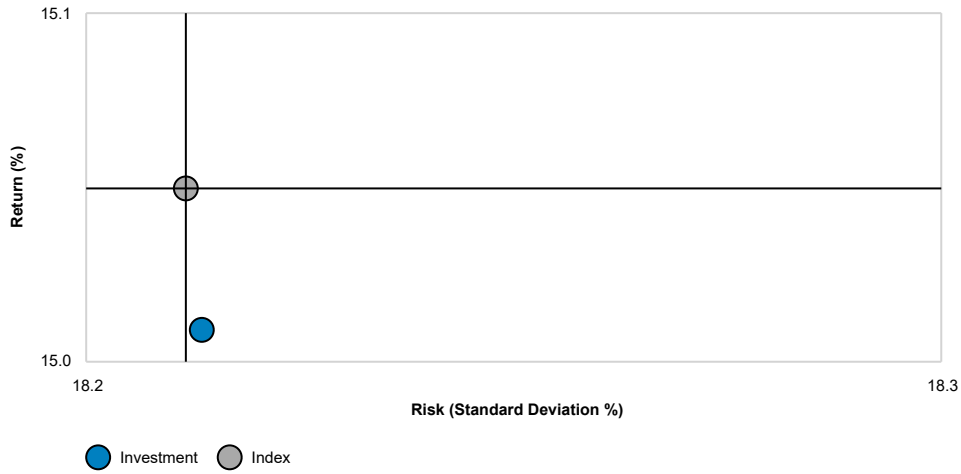 15.1
Return (%)
15.0
18.2
18.3
Risk (Standard Deviation %)
Investment
Index